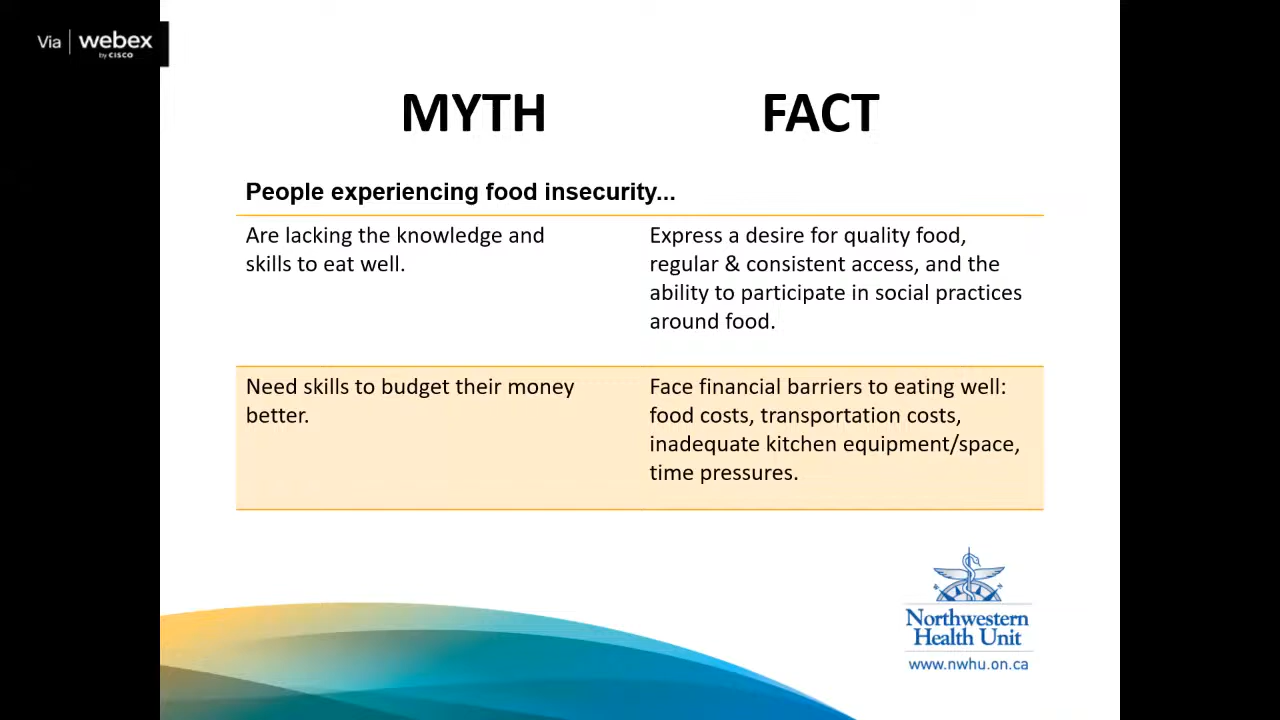 Via webex
by CISCO
MYTH FACT
People experiencing food insecurity...
Are lacking the knowledge and
skills to eat well.
Express a desire for quality food,
regular & consistent access, and the
ability to participate in social practices
around food.
Need skills to budget their money
better.
Face financial barriers to eating well:
food costs, transportation costs,
inadequate kitchen equipment/space,
time pressures.
Northwestern
Health Unit
www.nwhu.on.ca